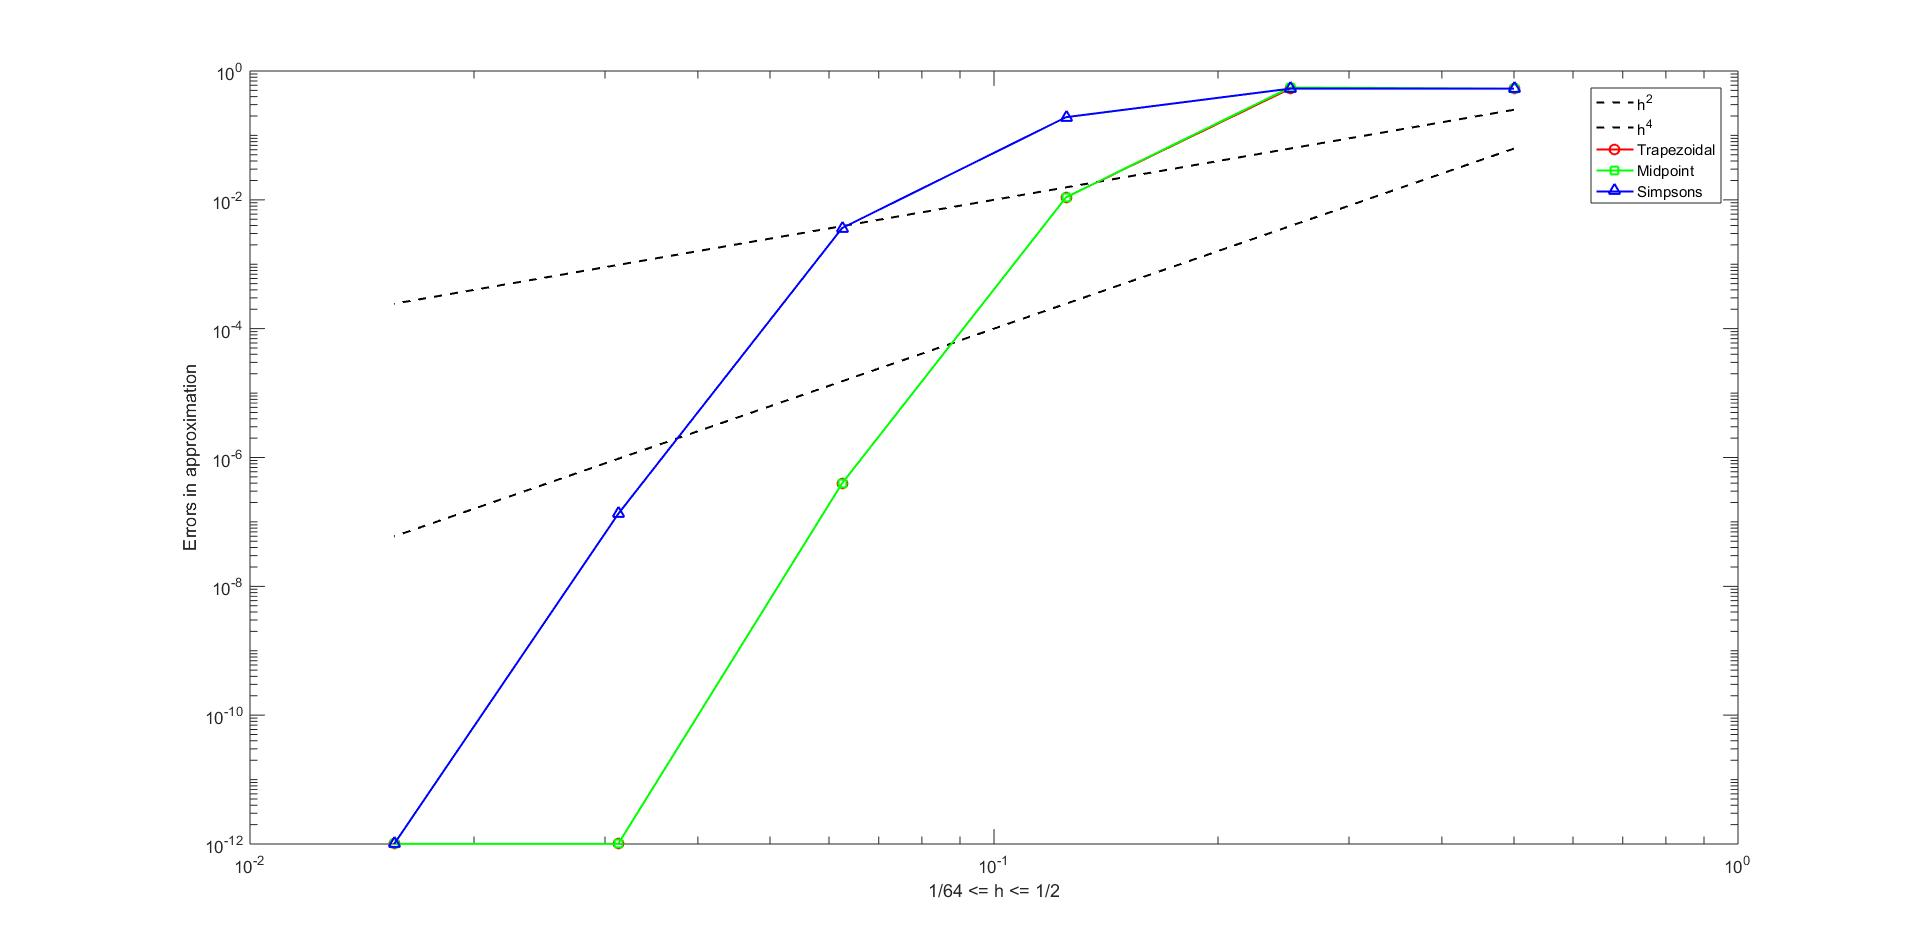 10^0
10^-2
10^-4
10^-6
10^-8
10^-10
10^-12
Errors in approximation
h^2
h^4
Trapezoidal
Midpoint
Simpsons
10^-2
10^-1
10^0
1/64 <= h <= 1/2